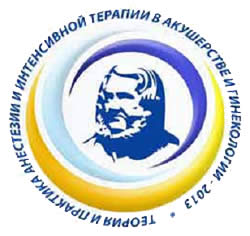 ТЕОРИЯ И ПРАКТИКА АНЕСТЕЗИИ И ИНТЕНСИВНОЙ ТЕРАПИИ В АКУШЕРСТВЕ И ГИНЕКОЛОГИИ - 2013 *